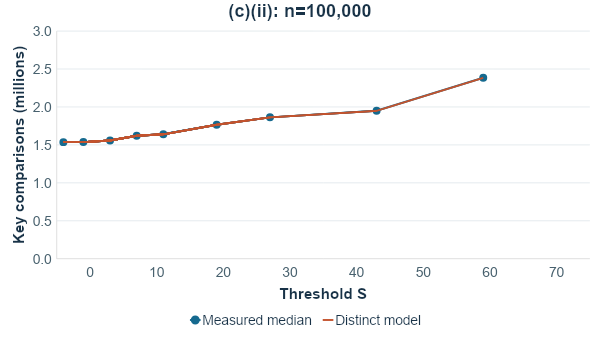 (c)(ii): n=100,000
Key comparisons (millions)
3.0
2.5
2.0
1.5
1.0
0.5
0.0
0 10 20 30 40 50 60 70
Threshold S
Measured median Distinct model